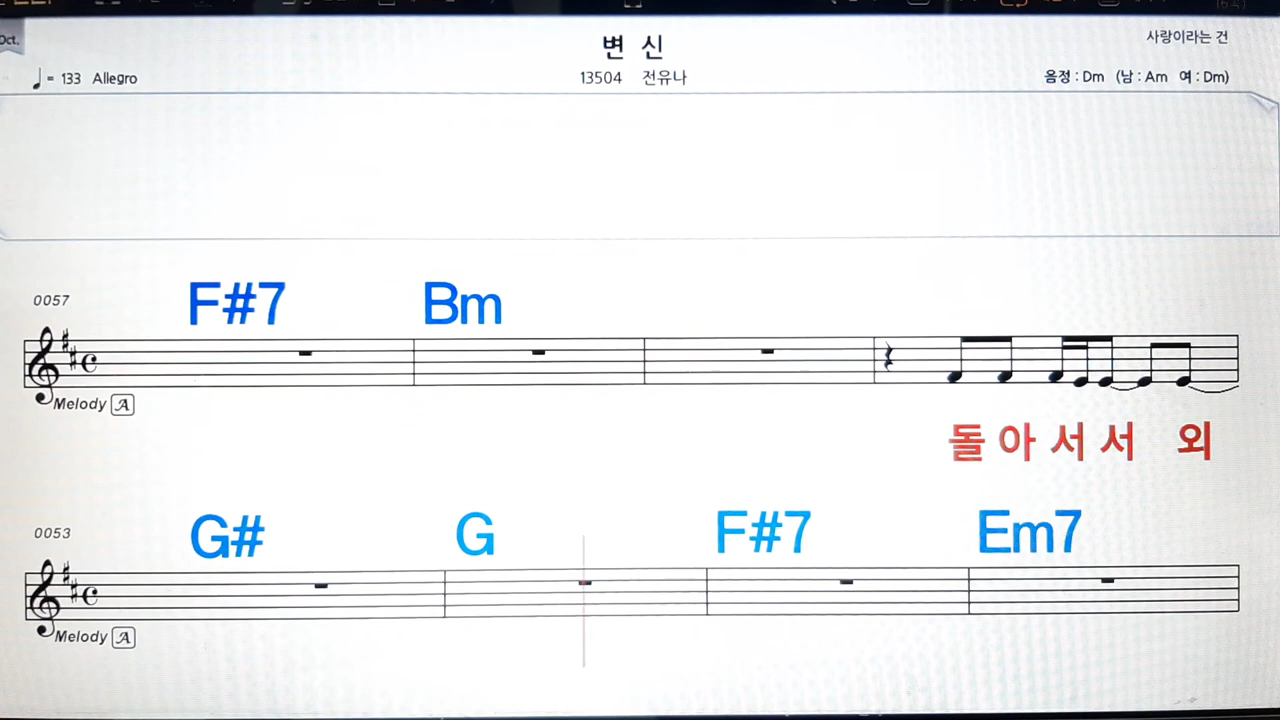 Oct.
변 신
사랑이라는 건
= 133 Allegro
13504 전유나
음정 : Dm (남 : Am 여 : Dm)
0057
F#7 Bm
Melody A
돌 아 서 서 외
0053
G# G F#7 Em7
Melody A